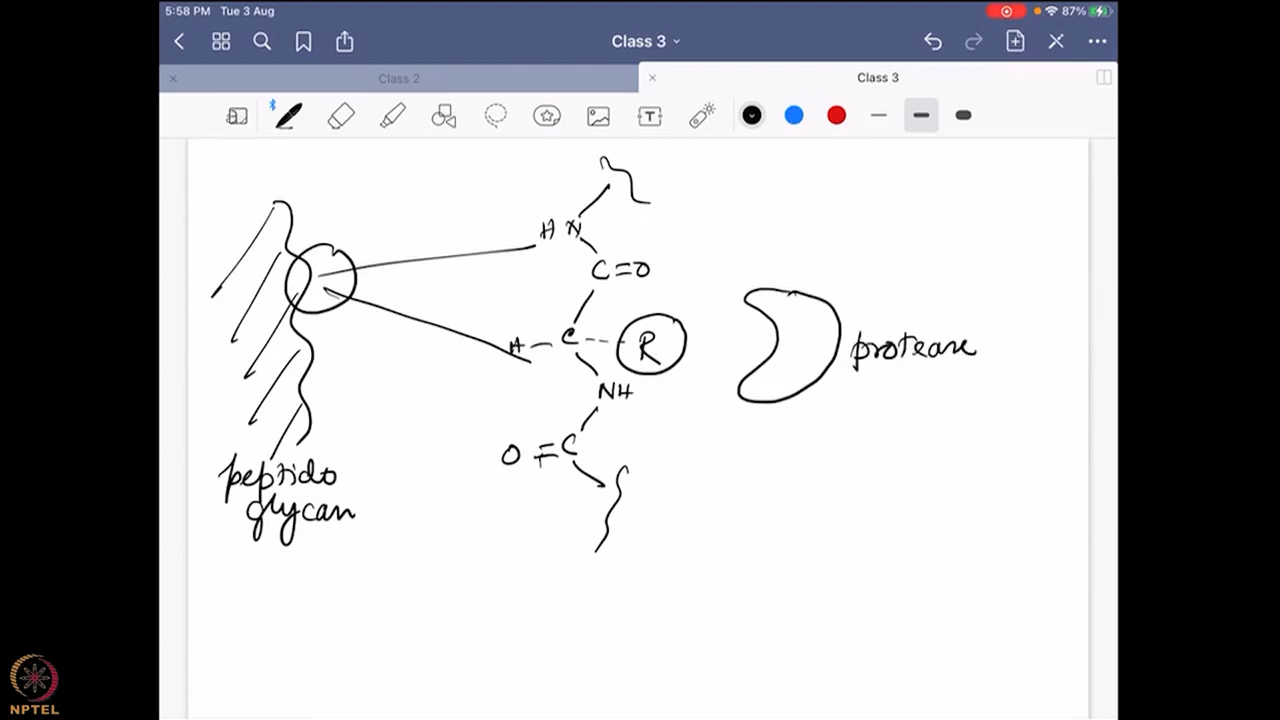 5:58 PM Tue 3 Aug
87%
Class 3
Class 2
Class 3
H N
C=O
H C R
NH
O = C
protease
peptido
glycan
NPTEL